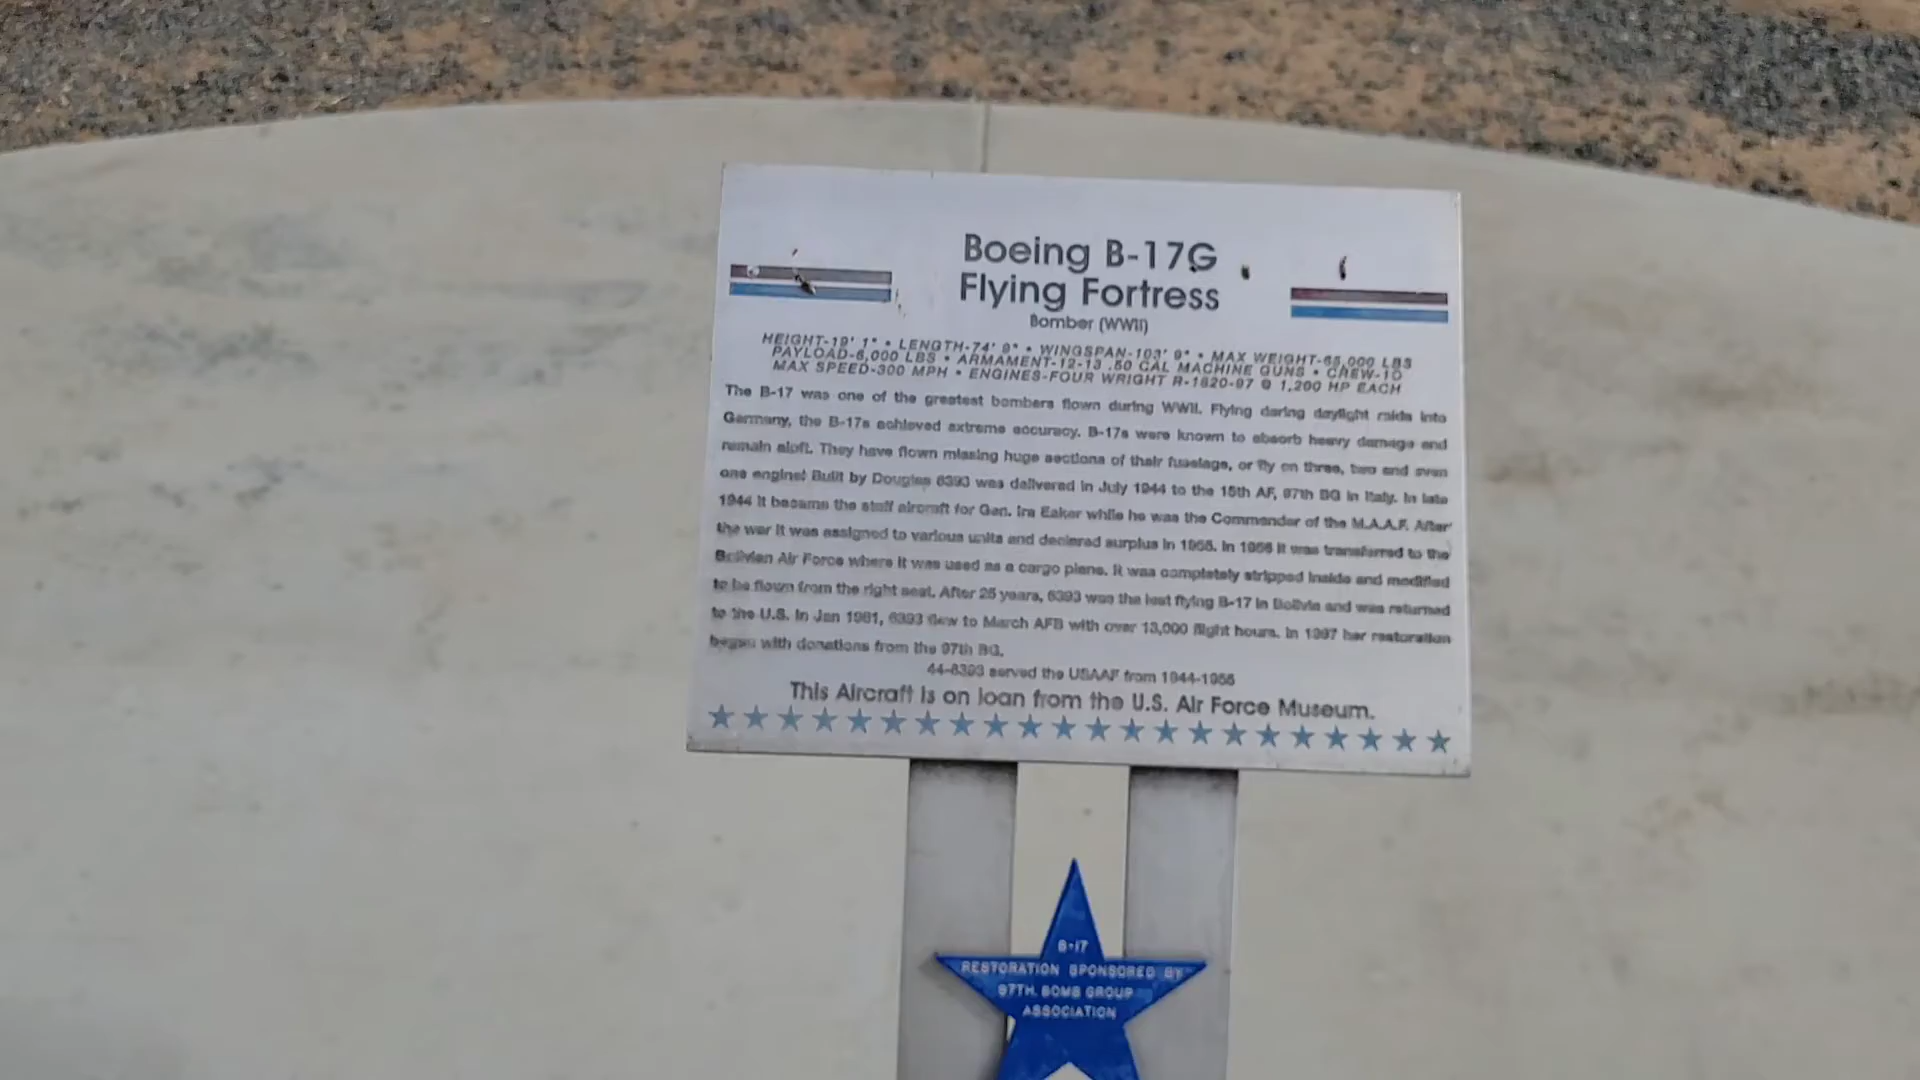 Boeing B-17G
Flying Fortress
Bomber (WWII)
HEIGHT-19' 1" • LENGTH-74' 9" • WINGSPAN-103' 9" • MAX WEIGHT-65,000 LBS
PAYLOAD-6,000 LBS • ARMAMENT-12-13 .50 CAL MACHINE GUNS • CREW-10
MAX SPEED-300 MPH • ENGINES-FOUR WRIGHT R-1820-97 @ 1,200 HP EACH
The B-17 was one of the greatest bombers flown during WWII. Flying daring daylight raids into
Germany, the B-17s achieved extreme accuracy. B-17s were known to absorb heavy damage and
remain aloft. They have flown missing huge sections of their fuselage, or fly on three, two and even
one engine! Built by Douglas 6393 was delivered in July 1944 to the 15th AF, 97th BG in Italy. In late
1944 it became the staff aircraft for Gen. Ira Eaker while he was the Commander of the M.A.A.F. After
the war it was assigned to various units and declared surplus in 1956. In 1956 it was transferred to the
Bolivian Air Force where it was used as a cargo plane. It was completely stripped inside and modified
to be flown from the right seat. After 25 years, 6393 was the last flying B-17 in Bolivia and was returned
to the U.S. In Jan 1981, 6393 flew to March AFB with over 13,000 flight hours. In 1997 her restoration
began with donations from the 97th BG.
44-6393 served the USAAF from 1944-1956
This Aircraft is on loan from the U.S. Air Force Museum.
B-17
RESTORATION SPONSORED BY
97TH. BOMB GROUP
ASSOCIATION